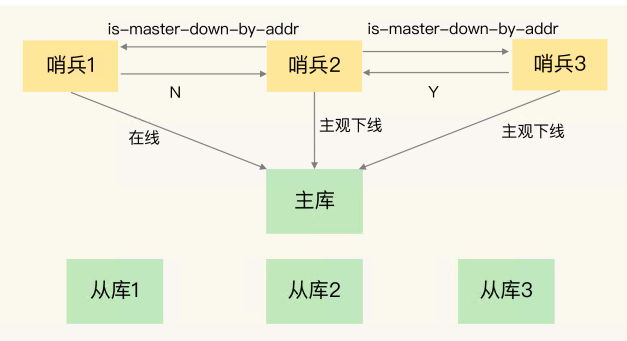 is-master-down-by-addr
is-master-down-by-addr
哨兵1
哨兵2
哨兵3
N
Y
在线
主观下线
主观下线
主库
从库1
从库2
从库3